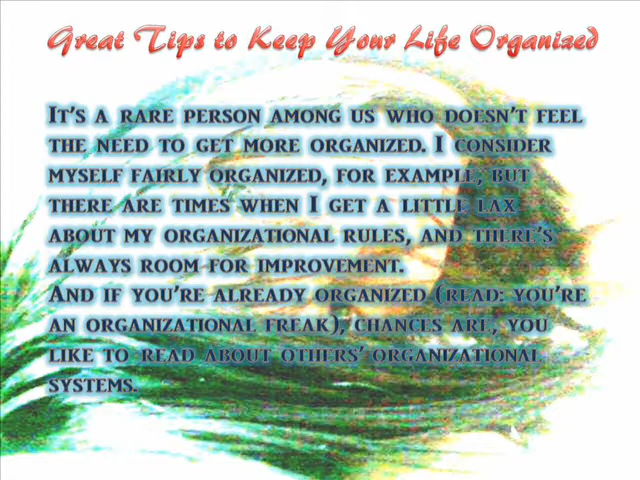 Great Tips to Keep Your Life Organized
It's a rare person among us who doesn't feel
the need to get more organized. I consider
myself fairly organized, for example, but
there are times when I get a little lax
about my organizational rules, and there's
always room for improvement.
And if you're already organized (read: you're
an organizational freak), chances are, you
like to read about others' organizational
systems.